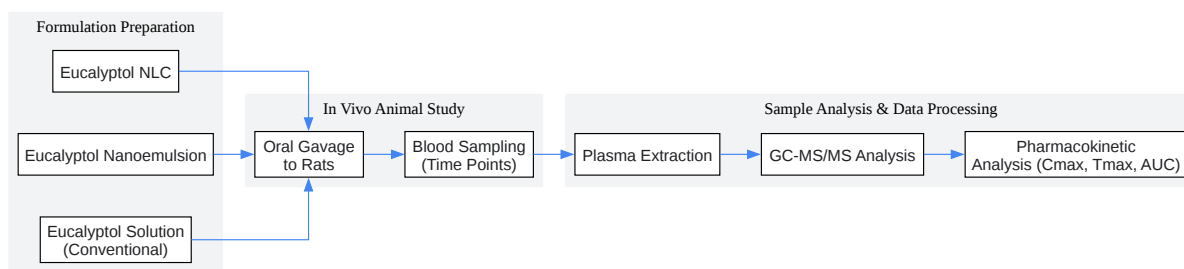 Formulation Preparation
Eucalyptol NLC
Eucalyptol Nanoemulsion
Eucalyptol Solution
(Conventional)
In Vivo Animal Study
Oral Gavage
to Rats
Blood Sampling
(Time Points)
Sample Analysis & Data Processing
Plasma Extraction
GC-MS/MS Analysis
Pharmacokinetic
Analysis (Cmax, Tmax, AUC)